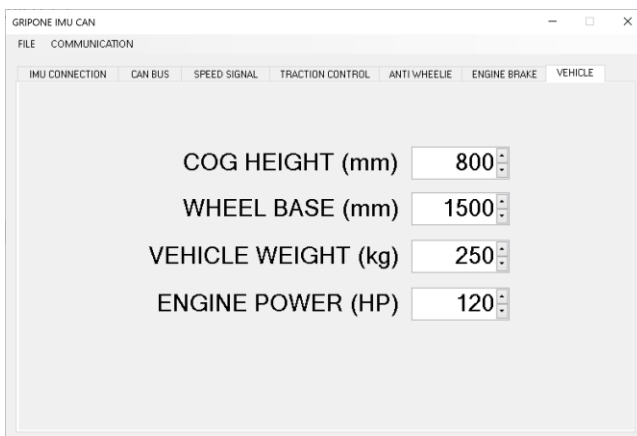 GRIPONE IMU CAN
FILE COMMUNICATION
IMU CONNECTION CAN BUS SPEED SIGNAL TRACTION CONTROL ANTI WHEELIE ENGINE BRAKE VEHICLE
COG HEIGHT (mm) 800
WHEEL BASE (mm) 1500
VEHICLE WEIGHT (kg) 250
ENGINE POWER (HP) 120